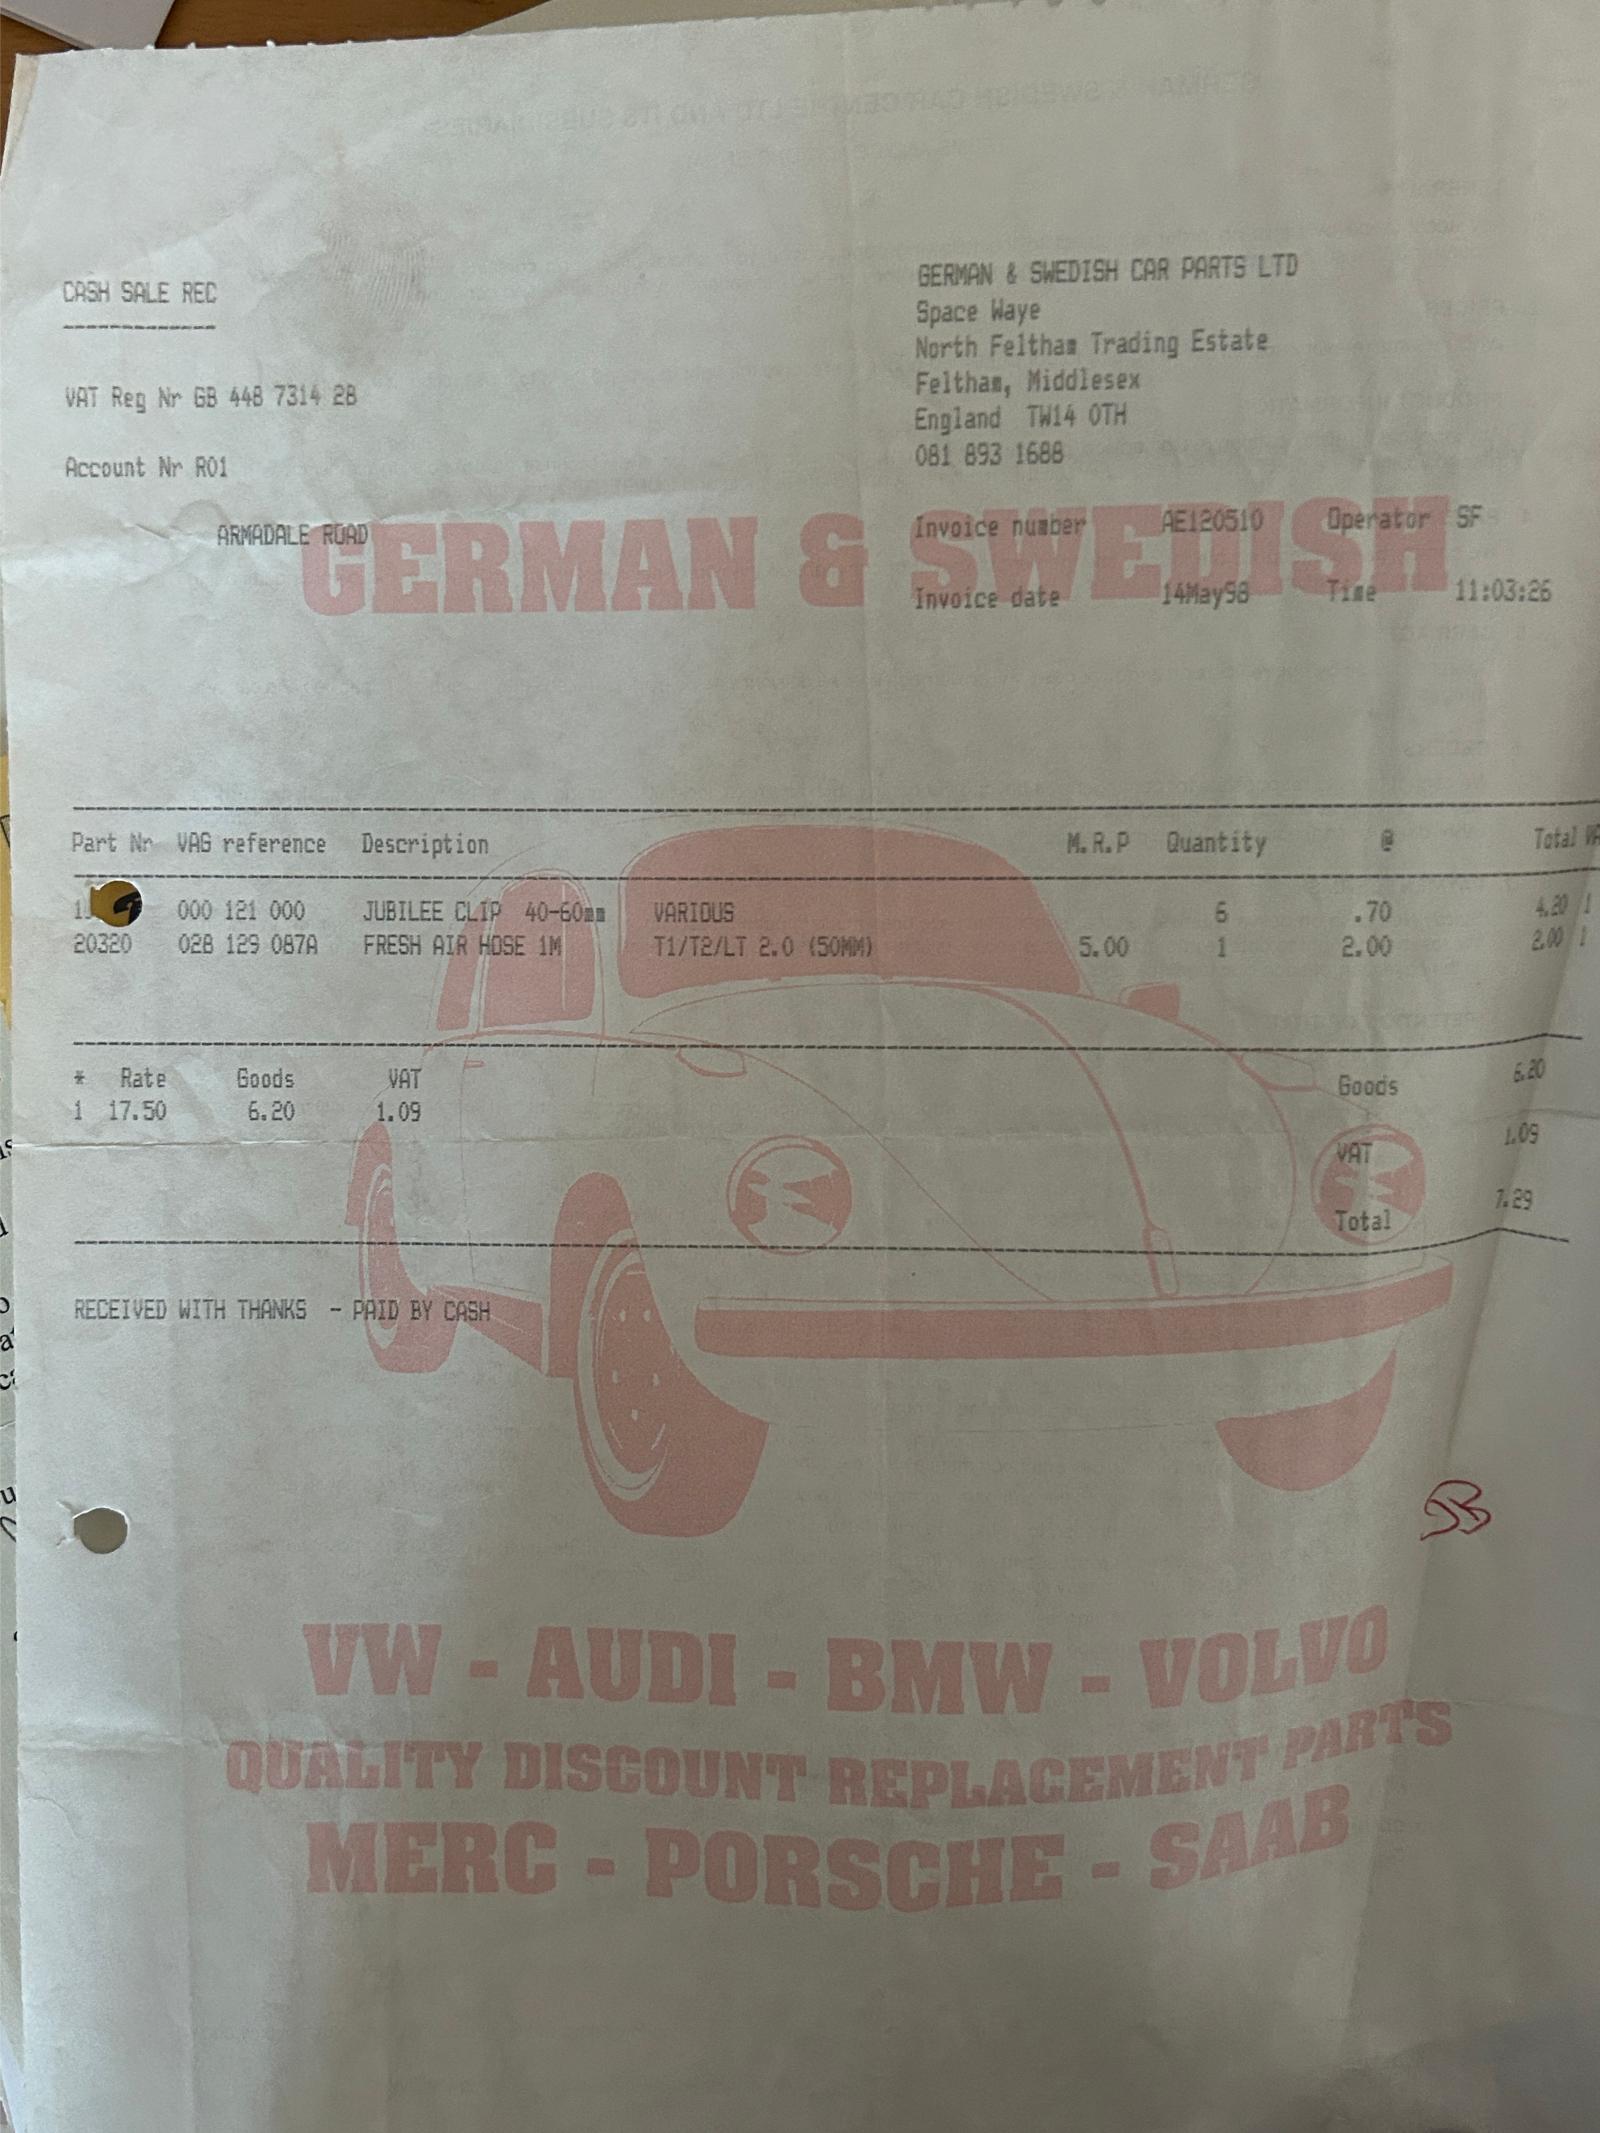 CASH SALE REC
GERMAN & SWEDISH CAR PARTS LTD
Space Waye
North Feltham Trading Estate
Feltham, Middlesex
England TW14 0TH
081 893 1688
VAT Reg Nr GB 448 7314 28
Account Nr R01
ARMADALE ROAD
GERMAN & SWEDISH
Invoice number AE120510 Operator SF
Invoice date 14May98 Time 11:03:26
Part Nr VAG reference Description M.R.P Quantity @ Total VA
000 121 000 JUBILEE CLIP 40-60mm VARIOUS 6 .70 4.20 1
20320 028 129 087A FRESH AIR HOSE 1M T1/T2/LT 2.0 (50MM) 5.00 1 2.00 2.00 1
* Rate Goods VAT
1 17.50 6.20 1.09
Goods 6.20
VAT 1.09
Total 7.29
RECEIVED WITH THANKS - PAID BY CASH
VW - AUDI - BMW - VOLVO
QUALITY DISCOUNT REPLACEMENT PARTS
MERC - PORSCHE - SAAB